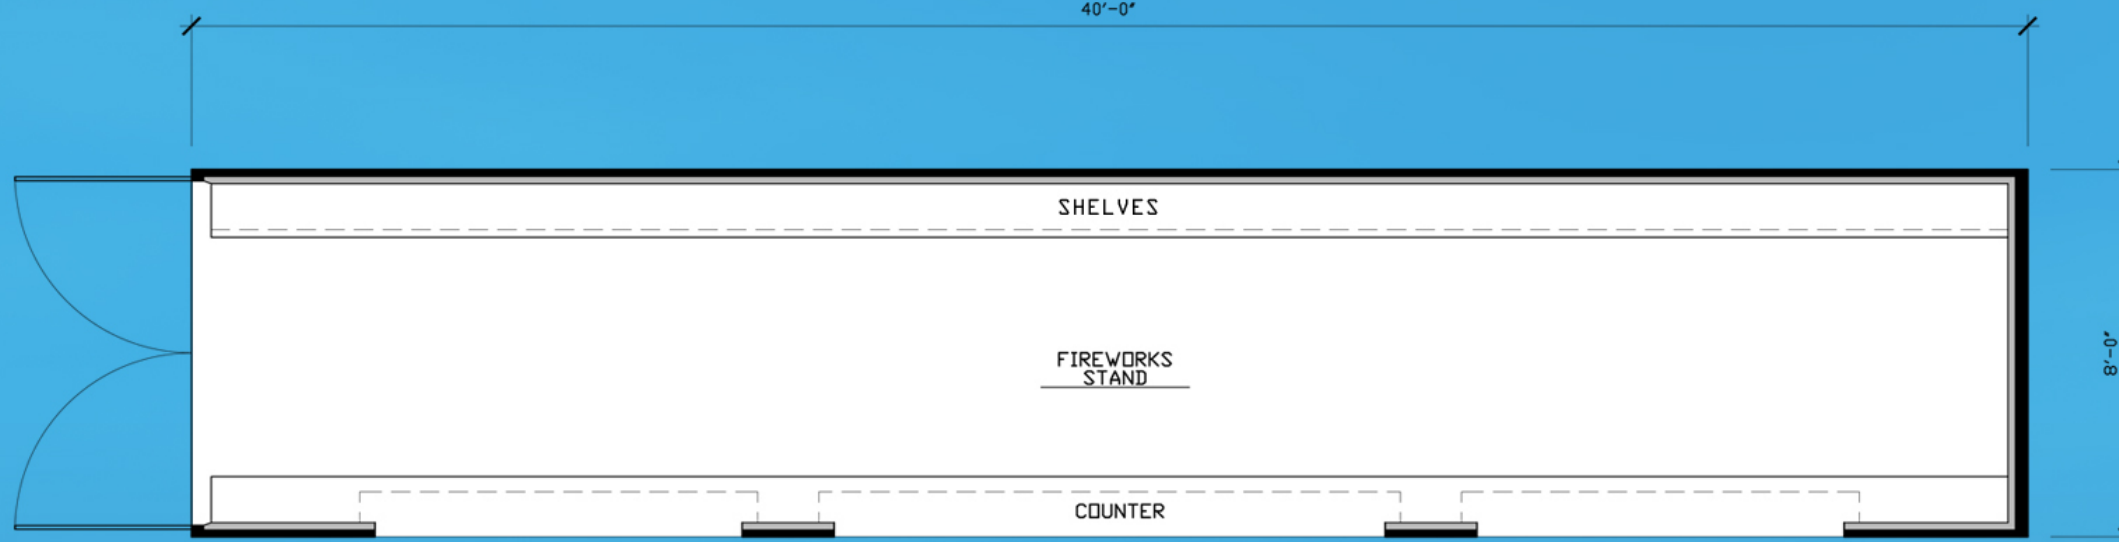 40'-0"
SHELVES
FIREWORKS
STAND
8'-0"
COUNTER